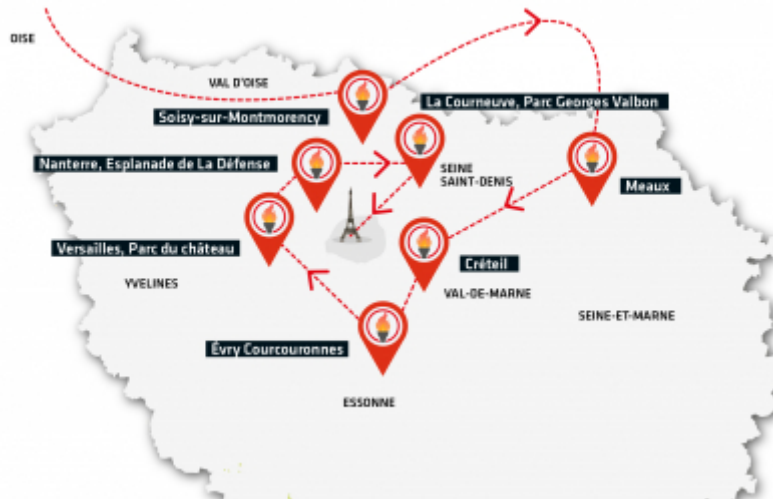 OISE
VAL D'OISE
La Courneuve, Parc Georges Valbon
Soisy-sur-Montmorency
Nanterre, Esplanade de La Défense
SEINE
SAINT-DENIS
Meaux
Versailles, Parc du château
Créteil
YVELINES
VAL-DE-MARNE
SEINE-ET-MARNE
Évry Courcouronnes
ESSONNE